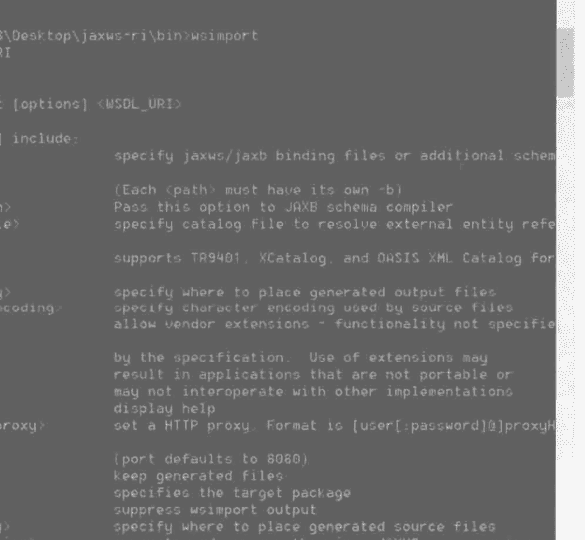 \Desktop\jaxws-ri\bin>wsimport
RI
[options] <WSDL_URI>
include:
specify jaxws/jaxb binding files or additional schem
(Each <path> must have its own -b)
> Pass this option to JAXB schema compiler
le> specify catalog file to resolve external entity refe
supports TR9401, XCatalog, and OASIS XML Catalog for
> specify where to place generated output files
ncoding> specify character encoding used by source files
allow vendor extensions - functionality not specifie
by the specification. Use of extensions may
result in applications that are not portable or
may not interoperate with other implementations
display help
proxy> set a HTTP proxy. Format is [user[:password]@]proxyH
(port defaults to 8080)
keep generated files
specifies the target package
suppress wsimport output
> specify where to place generated source files